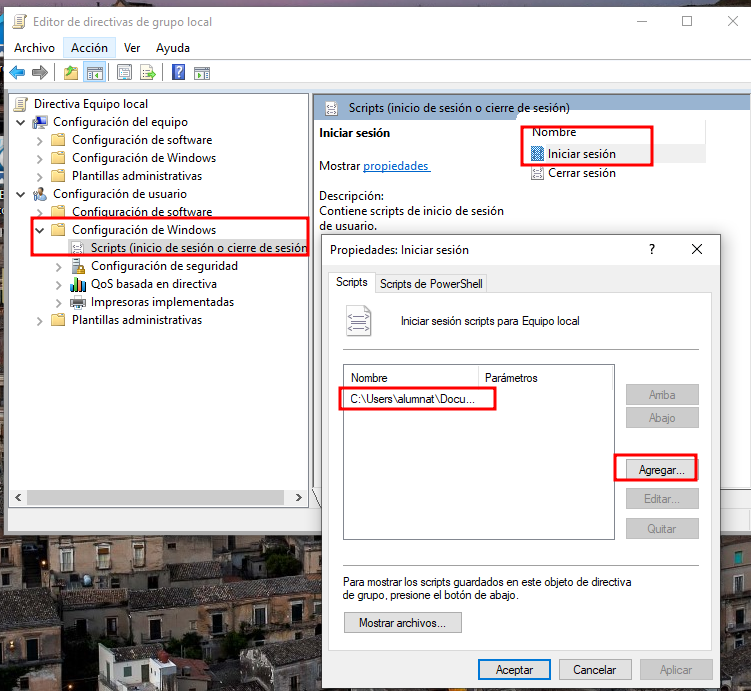 Editor de directivas de grupo local
Archivo Acción Ver Ayuda
Directiva Equipo local
Configuración del equipo
Configuración de software
Configuración de Windows
Plantillas administrativas
Configuración de usuario
Configuración de software
Configuración de Windows
Scripts (inicio de sesión o cierre de sesión
Configuración de seguridad
QoS basada en directiva
Impresoras implementadas
Plantillas administrativas
Scripts (inicio de sesión o cierre de sesión)
Iniciar sesión
Mostrar propiedades
Descripción:
Contiene scripts de inicio de sesión
de usuario.
Nombre
Iniciar sesión
Cerrar sesión
Propiedades: Iniciar sesión
?
Scripts Scripts de PowerShell
Iniciar sesión scripts para Equipo local
Nombre Parámetros
C:\Users\alumnat\Docu...
Arriba
Abajo
Agregar...
Editar...
Quitar
Para mostrar los scripts guardados en este objeto de directiva
de grupo, presione el botón de abajo.
Mostrar archivos...
Aceptar Cancelar Aplicar